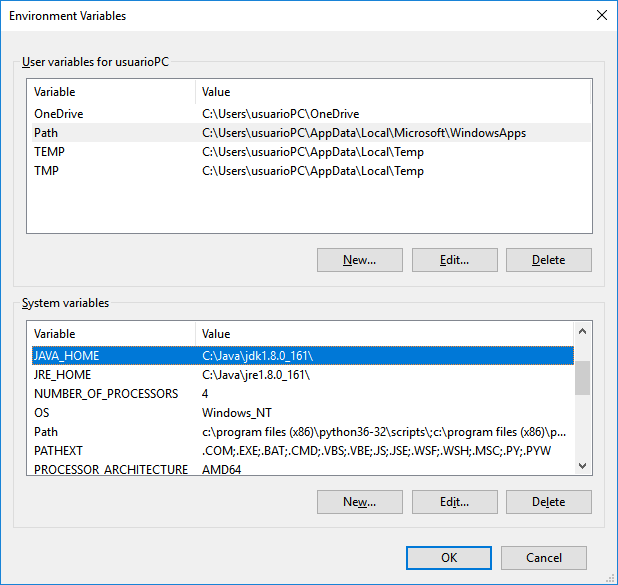 Environment Variables
User variables for usuarioPC
Variable Value
OneDrive C:\Users\usuarioPC\OneDrive
Path C:\Users\usuarioPC\AppData\Local\Microsoft\WindowsApps
TEMP C:\Users\usuarioPC\AppData\Local\Temp
TMP C:\Users\usuarioPC\AppData\Local\Temp
New... Edit... Delete
System variables
Variable Value
JAVA_HOME C:\Java\jdk1.8.0_161\
JRE_HOME C:\Java\jre1.8.0_161\
NUMBER_OF_PROCESSORS 4
OS Windows_NT
Path c:\program files (x86)\python36-32\scripts\;c:\program files (x86)\p...
PATHEXT .COM;.EXE;.BAT;.CMD;.VBS;.VBE;.JS;.JSE;.WSF;.WSH;.MSC;.PY;.PYW
PROCESSOR_ARCHITECTURE AMD64
New... Edit... Delete
OK Cancel